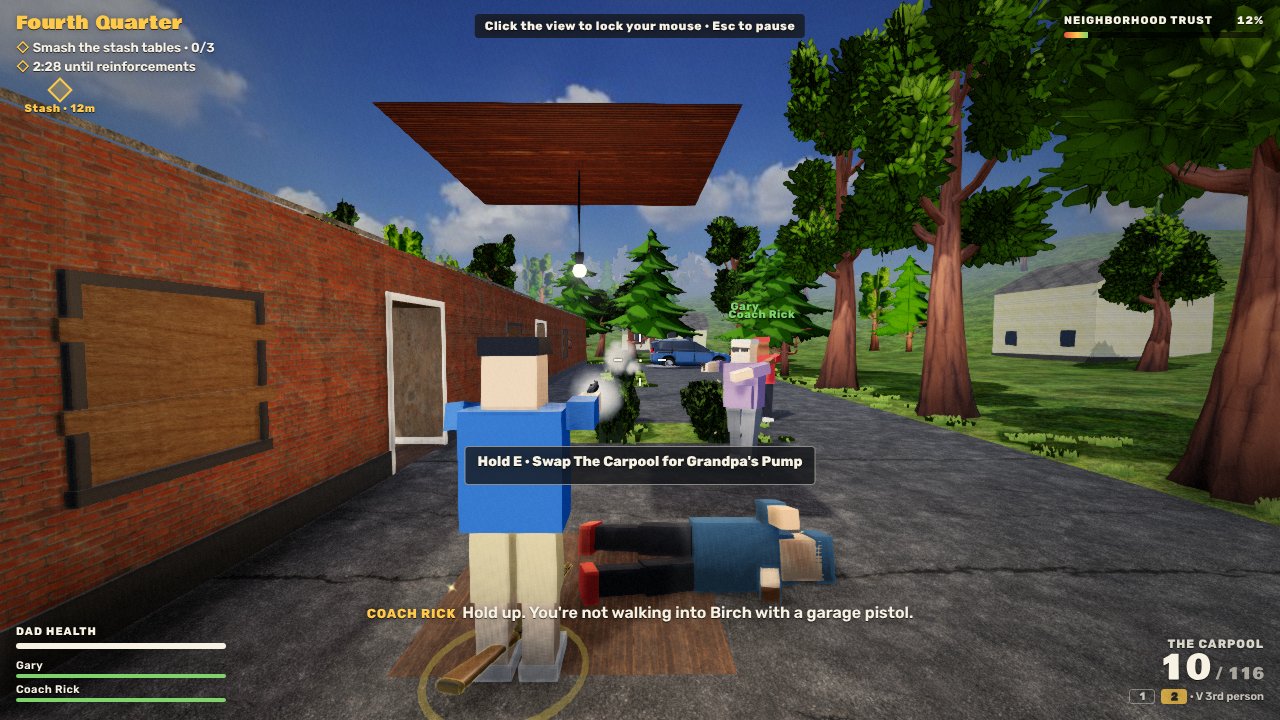 Fourth Quarter
Smash the stash tables · 0/3
2:28 until reinforcements
Stash · 12m
Click the view to lock your mouse · Esc to pause
NEIGHBORHOOD TRUST 12%
Gary
Coach Rick
Hold E · Swap The Carpool for Grandpa's Pump
COACH RICK Hold up. You're not walking into Birch with a garage pistol.
DAD HEALTH
Gary
Coach Rick
THE CARPOOL
10 / 116
1 2 · V 3rd person